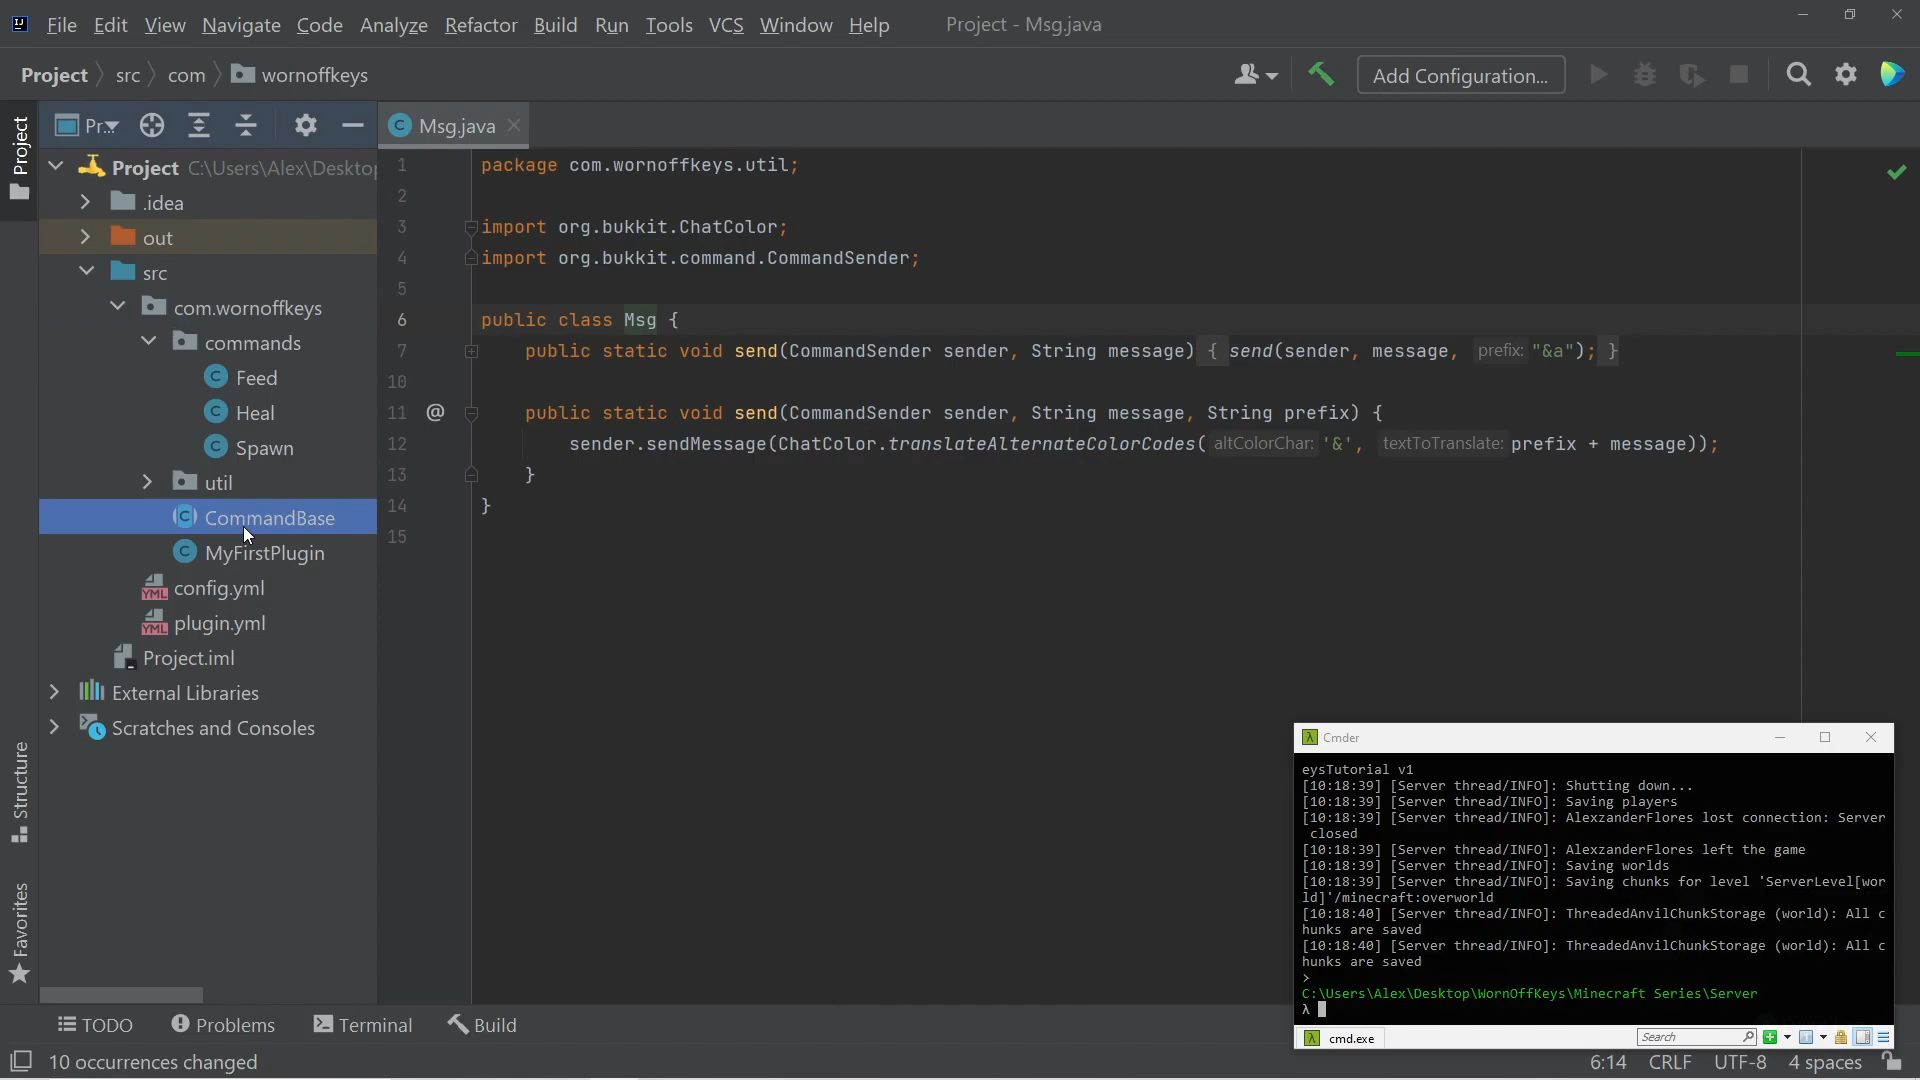 File Edit View Navigate Code Analyze Refactor Build Run Tools VCS Window Help Project - Msg.java
Project src com wornoffkeys Add Configuration...
Project
Pr..
Msg.java
Project C:\Users\Alex\Deskto
.idea
out
src
com.wornoffkeys
commands
Feed
Heal
Spawn
util
CommandBase
MyFirstPlugin
config.yml
plugin.yml
Project.iml
External Libraries
Scratches and Consoles
Structure
Favorites
1 package com.wornoffkeys.util;
2
3 import org.bukkit.ChatColor;
4 import org.bukkit.command.CommandSender;
5
6 public class Msg {
7 public static void send(CommandSender sender, String message) { send(sender, message, prefix: "&a"); }
10
11 @ public static void send(CommandSender sender, String message, String prefix) {
12 sender.sendMessage(ChatColor.translateAlternateColorCodes( altColorChar: '&', textToTranslate: prefix + message));
13 }
14 }
15
Cmder
eysTutorial v1
[10:18:39] [Server thread/INFO]: Shutting down...
[10:18:39] [Server thread/INFO]: Saving players
[10:18:39] [Server thread/INFO]: AlexzanderFlores lost connection: Server
closed
[10:18:39] [Server thread/INFO]: AlexzanderFlores left the game
[10:18:39] [Server thread/INFO]: Saving worlds
[10:18:39] [Server thread/INFO]: Saving chunks for level 'ServerLevel[wor
ld]'/minecraft:overworld
[10:18:40] [Server thread/INFO]: ThreadedAnvilChunkStorage (world): All c
hunks are saved
[10:18:40] [Server thread/INFO]: ThreadedAnvilChunkStorage (world): All c
hunks are saved
>
C:\Users\Alex\Desktop\WornOffKeys\Minecraft Series\Server
λ
cmd.exe Search
TODO Problems Terminal Build
10 occurrences changed 6:14 CRLF UTF-8 4 spaces